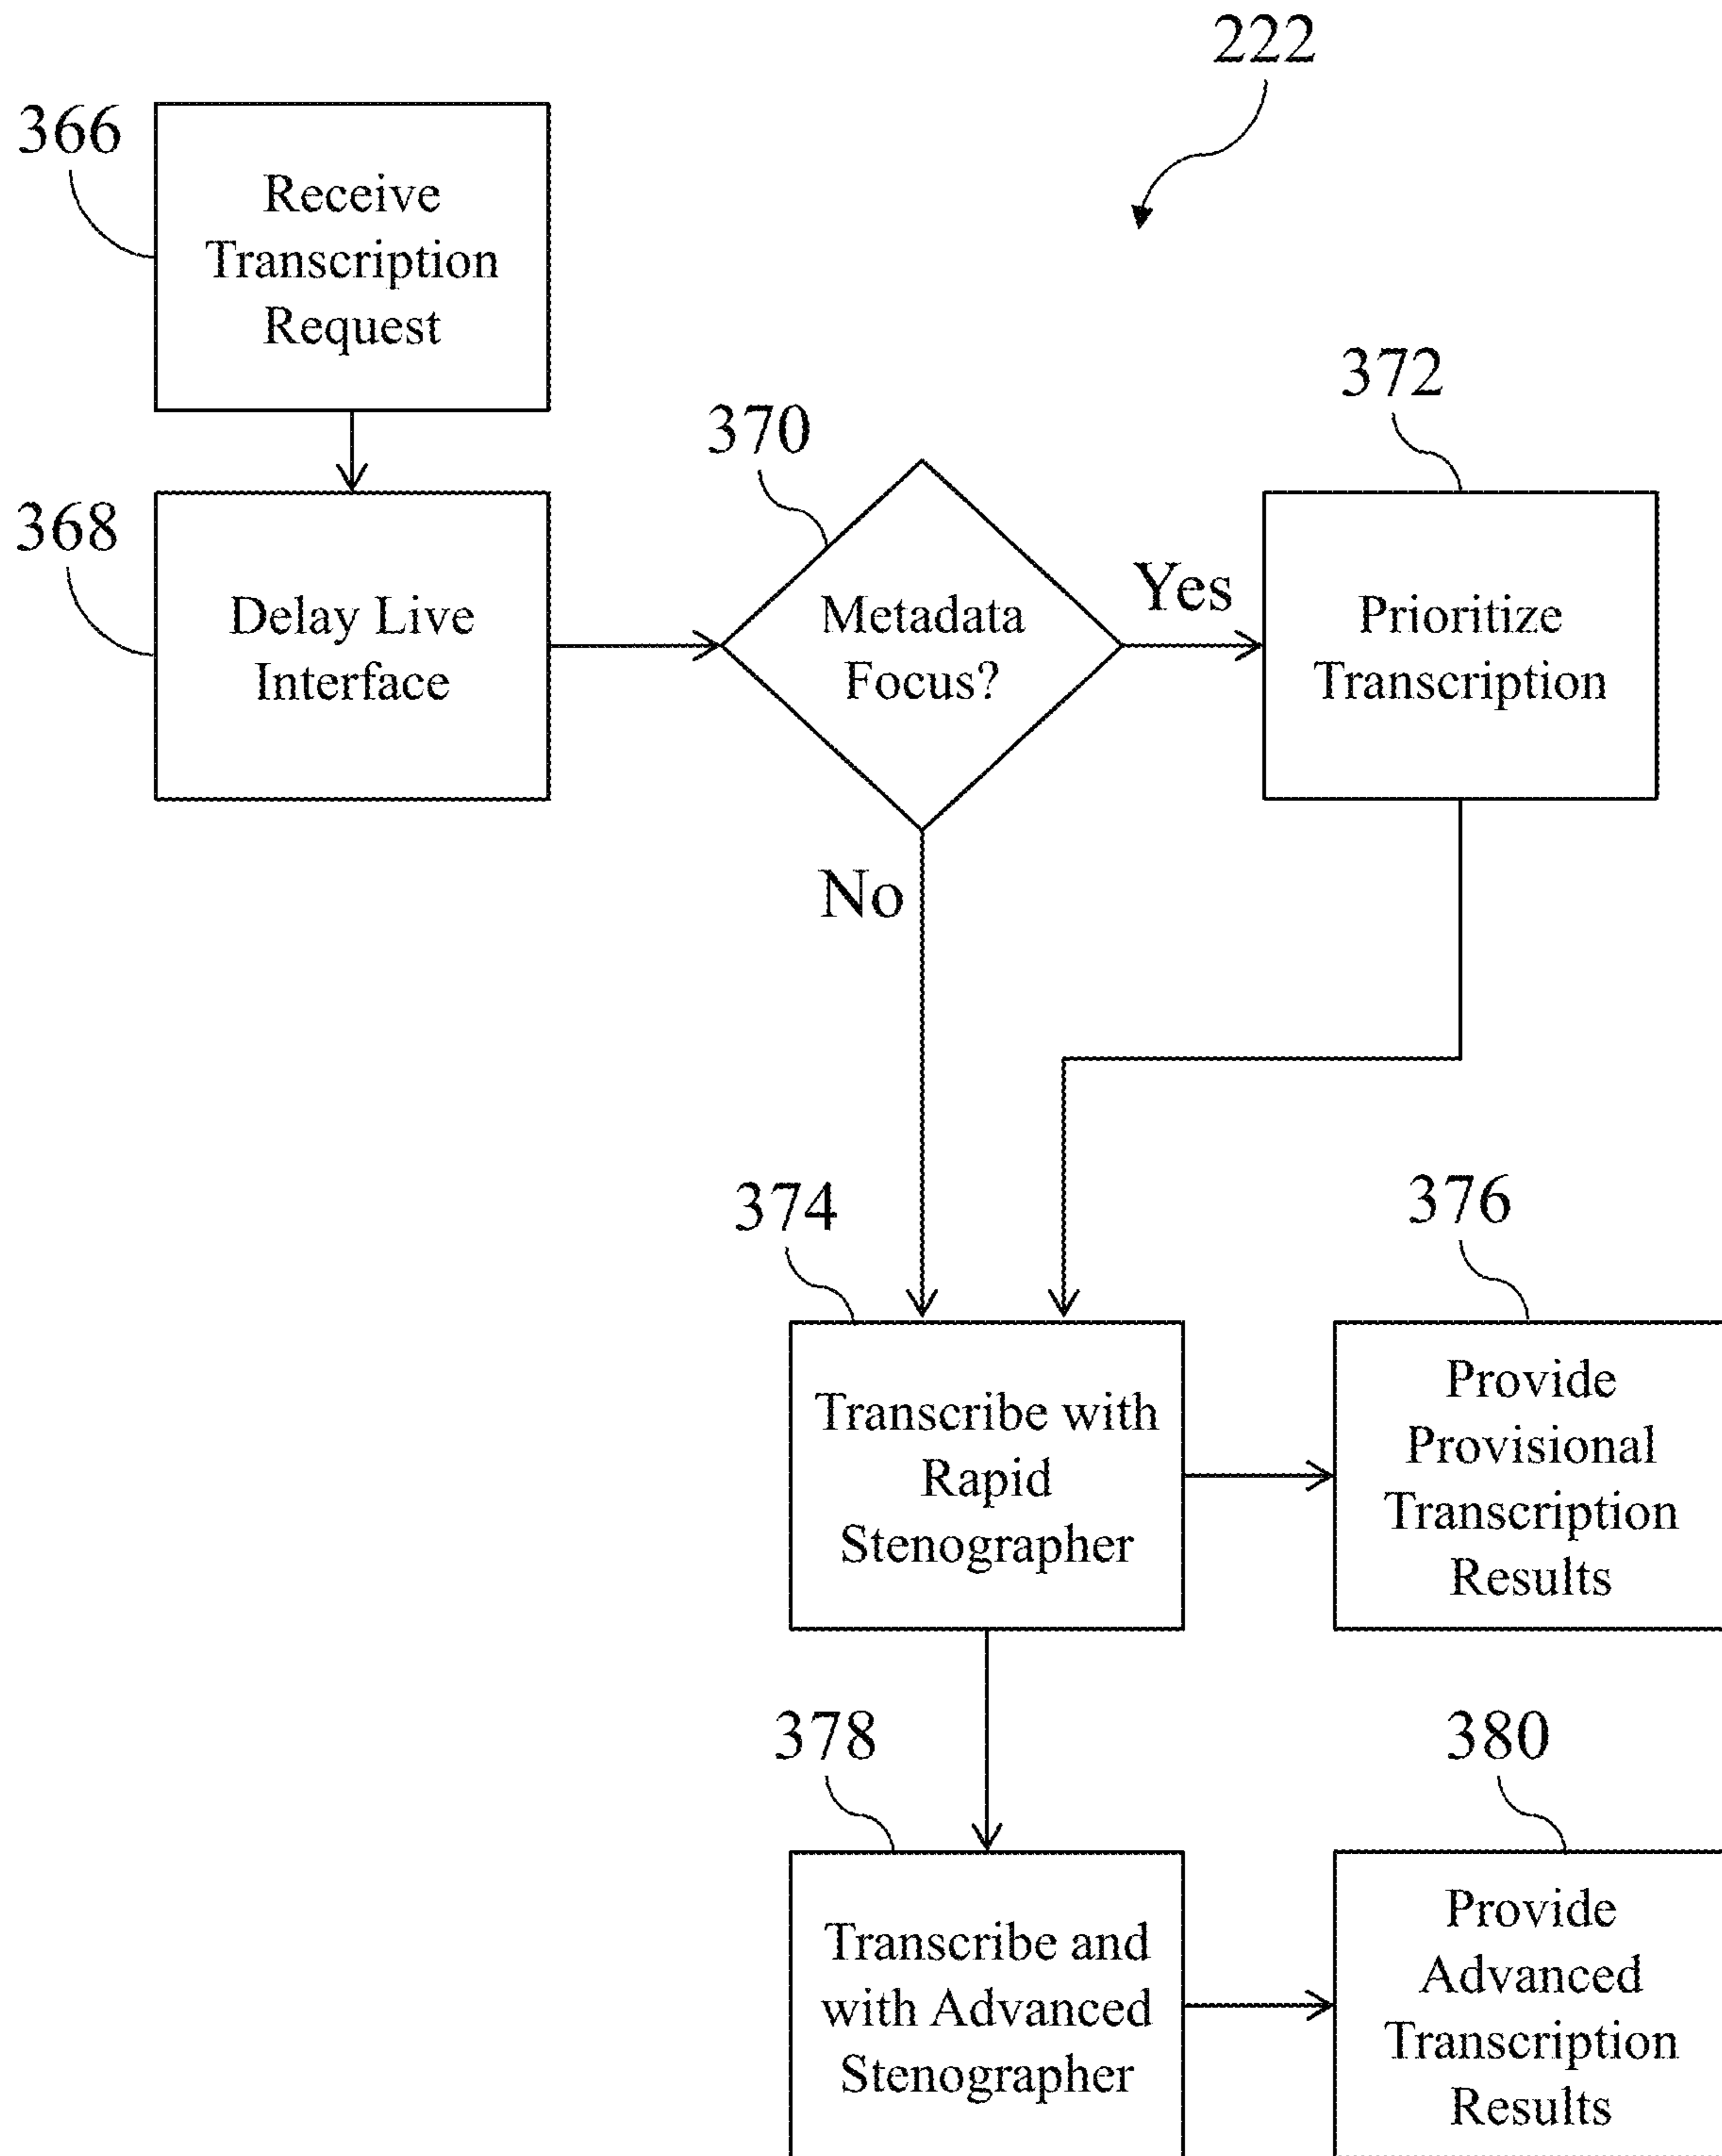 222
366
Receive
Transcription
Request
368
Delay Live
Interface
370
Metadata
Focus?
Yes
No
372
Prioritize
Transcription
374
Transcribe with
Rapid
Stenographer
376
Provide
Provisional
Transcription
Results
378
Transcribe and
with Advanced
Stenographer
380
Provide
Advanced
Transcription
Results